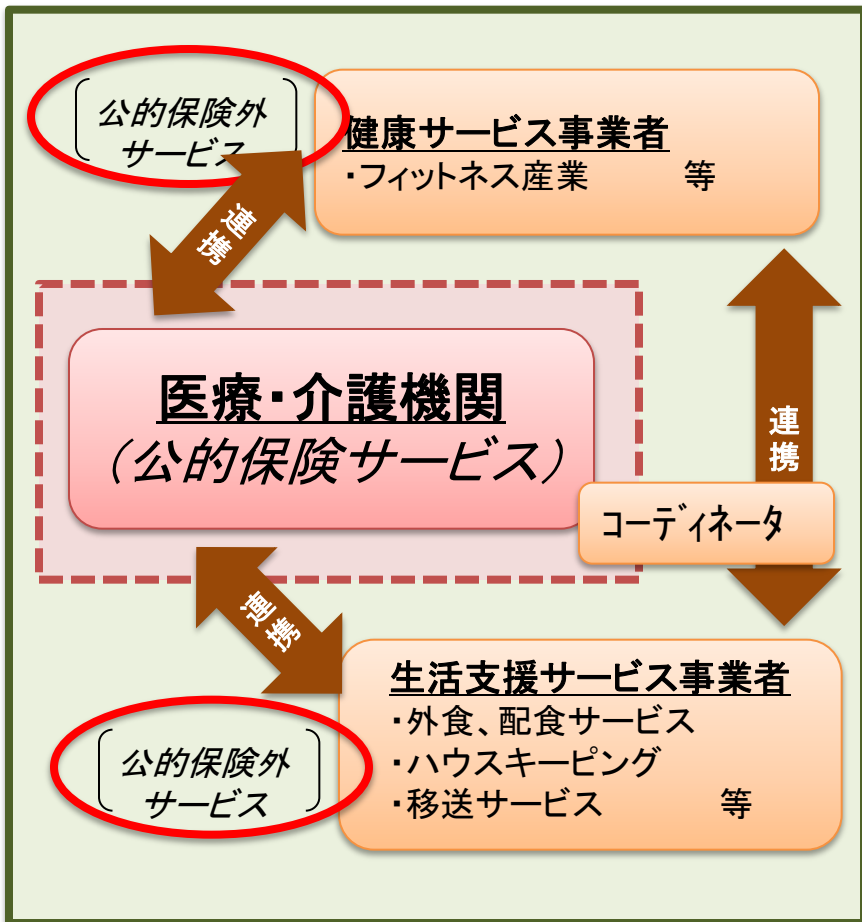 公的保険外
サービス
健康サービス事業者
・フィットネス産業　　　等
連携
医療・介護機関
（公的保険サービス）
連携
コーディネータ
連携
生活支援サービス事業者
・外食、配食サービス
・ハウスキーピング
・移送サービス　　　　等
公的保険外
サービス